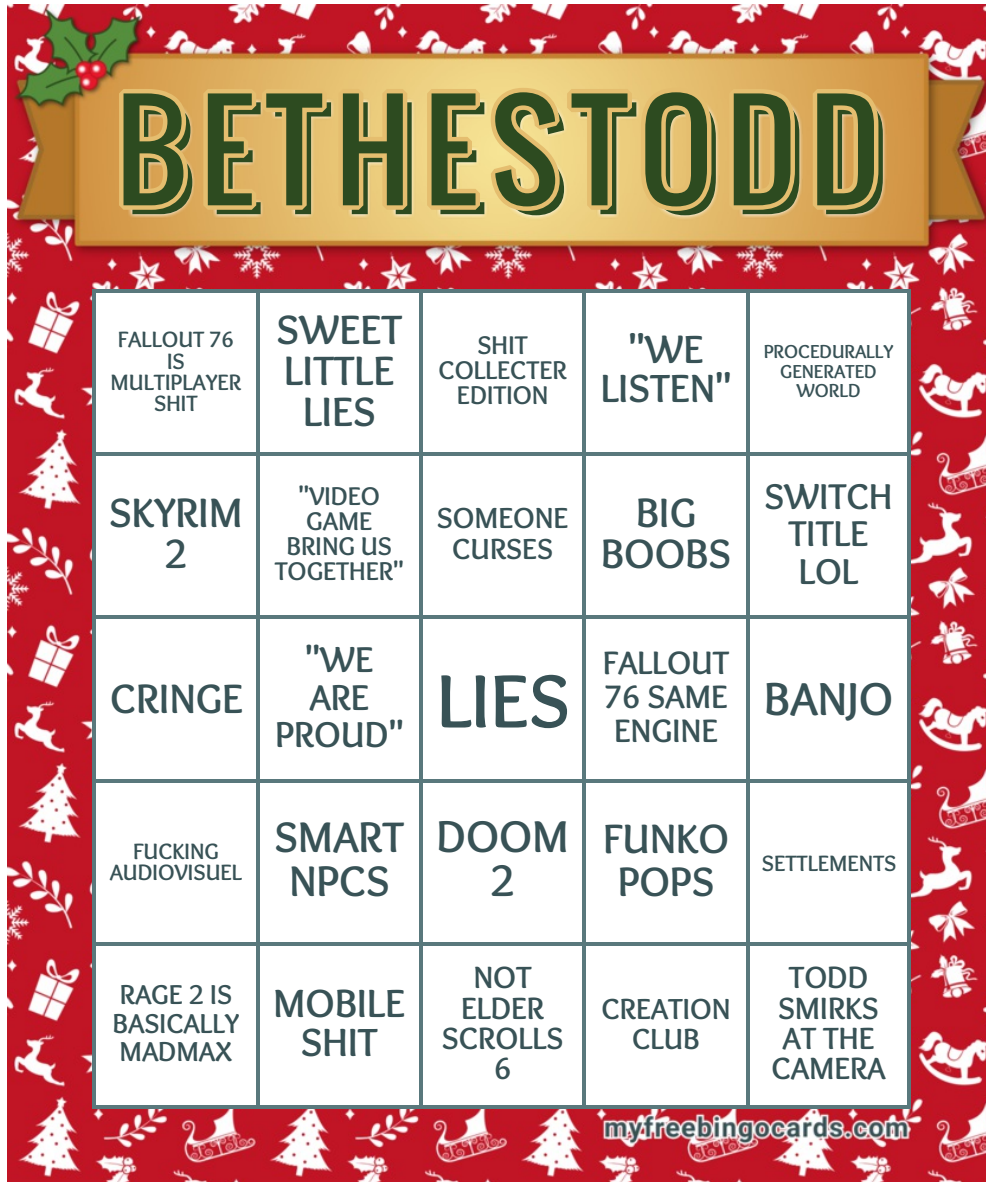 BETHESTODD
FALLOUT 76
IS
MULTIPLAYER
SHIT
SWEET
LITTLE
LIES
SHIT
COLLECTER
EDITION
"WE
LISTEN"
PROCEDURALLY
GENERATED
WORLD
SKYRIM
2
"VIDEO
GAME
BRING US
TOGETHER"
SOMEONE
CURSES
BIG
BOOBS
SWITCH
TITLE
LOL
CRINGE
"WE
ARE
PROUD"
LIES
FALLOUT
76 SAME
ENGINE
BANJO
FUCKING
AUDIOVISUEL
SMART
NPCS
DOOM
2
FUNKO
POPS
SETTLEMENTS
RAGE 2 IS
BASICALLY
MADMAX
MOBILE
SHIT
NOT
ELDER
SCROLLS
6
CREATION
CLUB
TODD
SMIRKS
AT THE
CAMERA
myfreebingocards.com